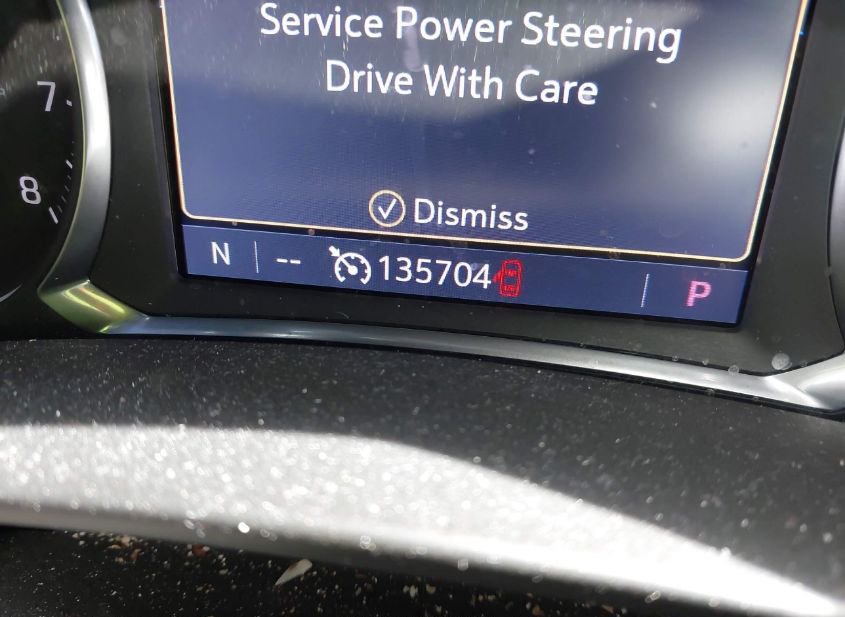 Service Power Steering
Drive With Care
7
8
Dismiss
N -- 135704 P